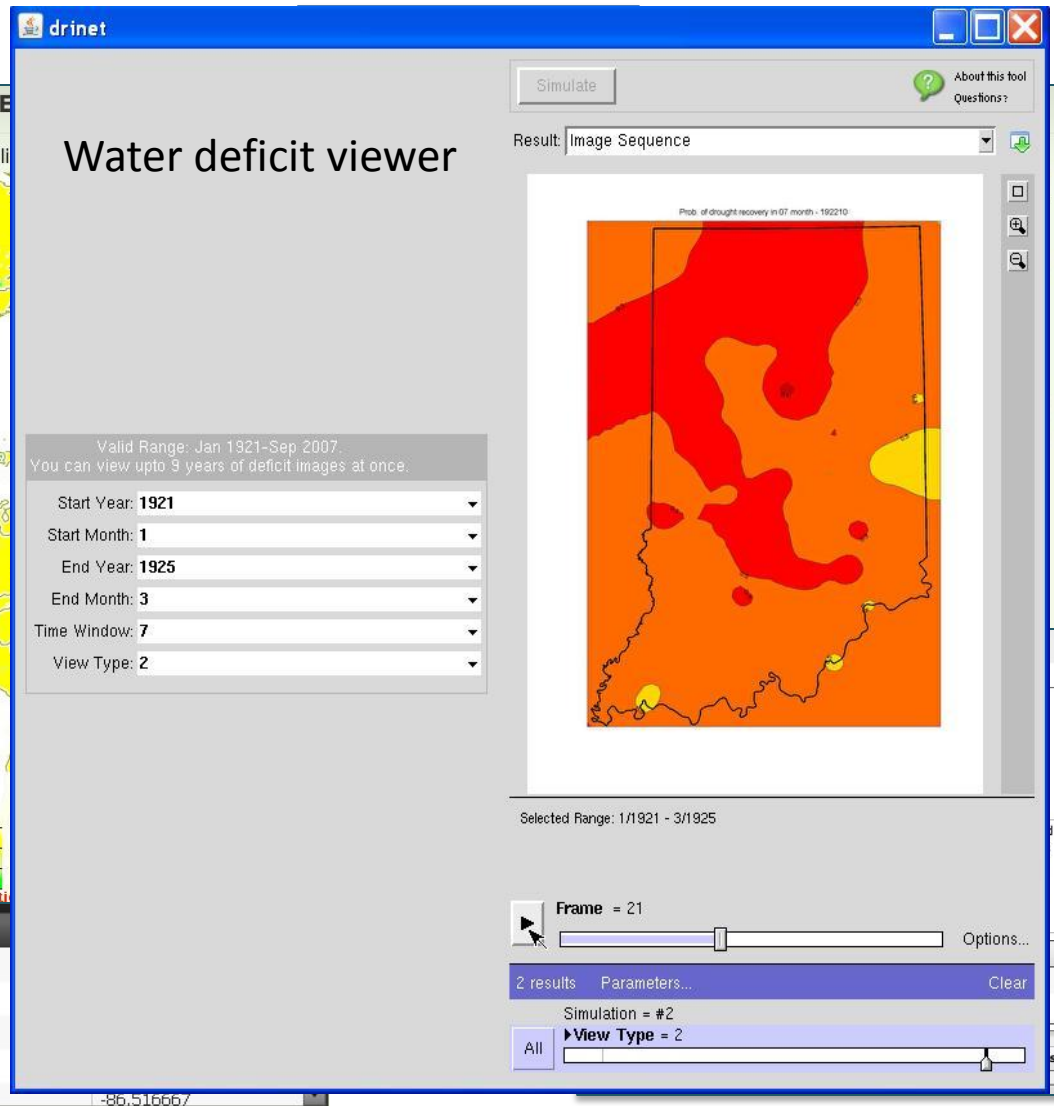 drinet
Water deficit viewer
Simulate
About this tool
Questions?
Result: Image Sequence
Prob. of drought recovery in 07 month - 192210
4
Valid Range: Jan 1921-Sep 2007.
You can view upto 9 years of deficit images at once.
Start Year: 1921
Start Month: 1
End Year: 1925
End Month: 3
Time Window: 7
View Type: 2
Selected Range: 1/1921 - 3/1925
Frame = 21
Options...
2 results Parameters... Clear
Simulation = #2
All
View Type = 2
-86.516667